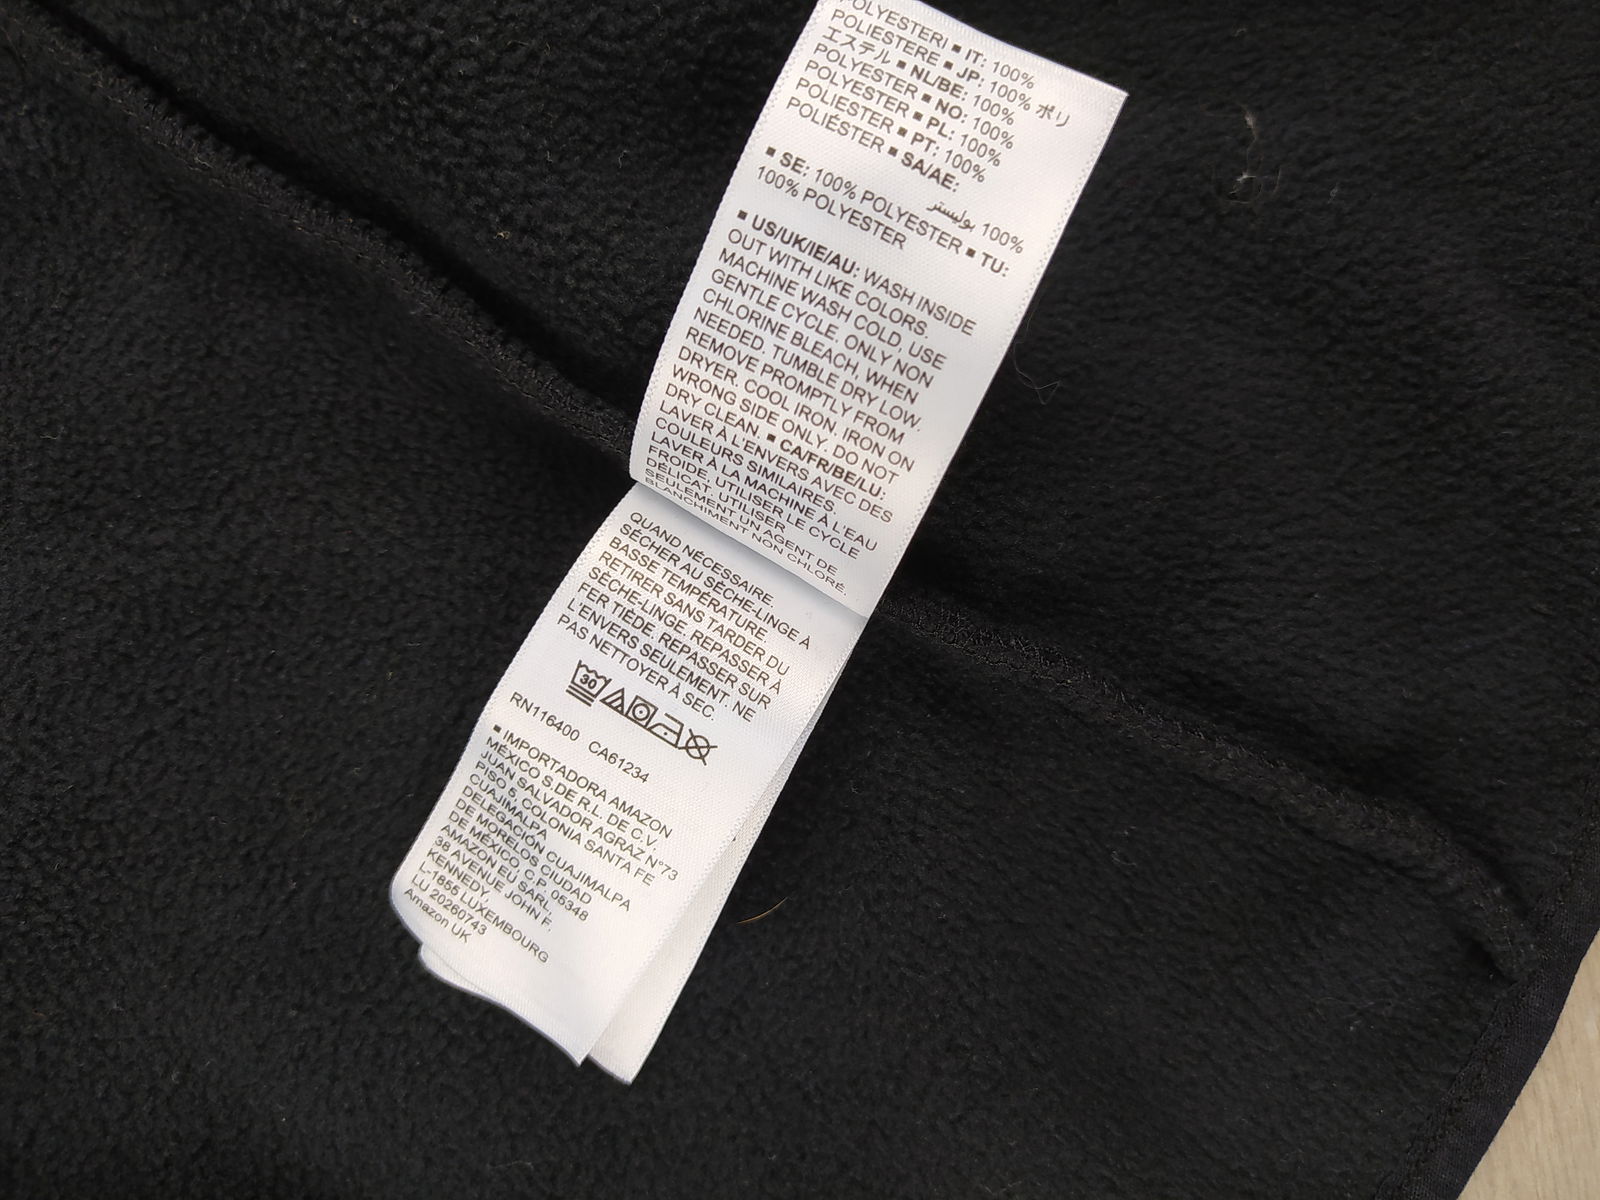 POLYESTERI ▪ IT: 100%
POLIESTERE ▪ JP: 100% ポリ
エステル ▪ NL/BE: 100%
POLYESTER ▪ NO: 100%
POLYESTER ▪ PL: 100%
POLIESTER ▪ PT: 100%
POLIÉSTER ▪ SA/AE:
100% بوليستر
▪ SE: 100% POLYESTER ▪ TU:
100% POLYESTER
▪ US/UK/IE/AU: WASH INSIDE
OUT WITH LIKE COLORS.
MACHINE WASH COLD, USE
GENTLE CYCLE. ONLY NON
CHLORINE BLEACH, WHEN
NEEDED. TUMBLE DRY LOW.
REMOVE PROMPTLY FROM
DRYER. COOL IRON. IRON ON
WRONG SIDE ONLY. DO NOT
DRY CLEAN. ▪ CA/FR/BE/LU:
LAVER À L'ENVERS AVEC DES
COULEURS SIMILAIRES.
LAVER À LA MACHINE À L'EAU
FROIDE, UTILISER LE CYCLE
DÉLICAT. UTILISER
SEULEMENT UN AGENT DE
BLANCHIMENT NON CHLORÉ.
QUAND NÉCESSAIRE.
SÉCHER AU SÈCHE-LINGE À
BASSE TEMPÉRATURE.
RETIRER SANS TARDER DU
SÈCHE-LINGE. REPASSER À
FER TIÈDE. REPASSER SUR
L'ENVERS SEULEMENT. NE
PAS NETTOYER À SEC.
30
RN116400 CA61234
▪ IMPORTADORA AMAZON
MÉXICO S.DE R.L. DE C.V.
JUAN SALVADOR AGRAZ N°73
PISO 5, COLONIA SANTA FE
CUAJIMALPA
DELEGACIÓN CUAJIMALPA
DE MORELOS CIUDAD
DE MÉXICO C.P. 05348
AMAZON EU SARL,
38 AVENUE JOHN F.
KENNEDY,
L-1855 LUXEMBOURG
LU 20260743
Amazon UK